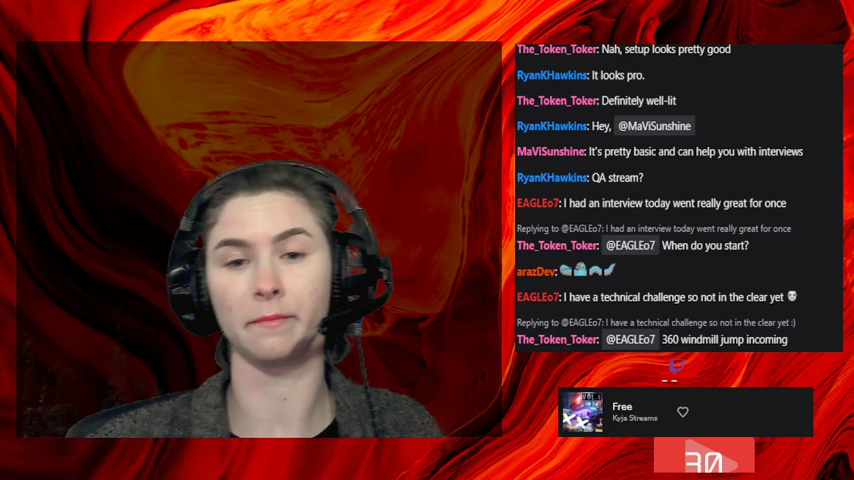 The_Token_Toker: Nah, setup looks pretty good
RyanKHawkins: It looks pro.
The_Token_Toker: Definitely well-lit
RyanKHawkins: Hey, @MaViSunshine
MaViSunshine: It's pretty basic and can help you with interviews
RyanKHawkins: QA stream?
EAGLEo7: I had an interview today went really great for once
Replying to @EAGLEo7: I had an interview today went really great for once
The_Token_Toker: @EAGLEo7 When do you start?
arazDev:
EAGLEo7: I have a technical challenge so not in the clear yet
Replying to @EAGLEo7: I have a technical challenge so not in the clear yet :)
The_Token_Toker: @EAGLEo7 360 windmill jump incoming
Free
Kyja Streams
30